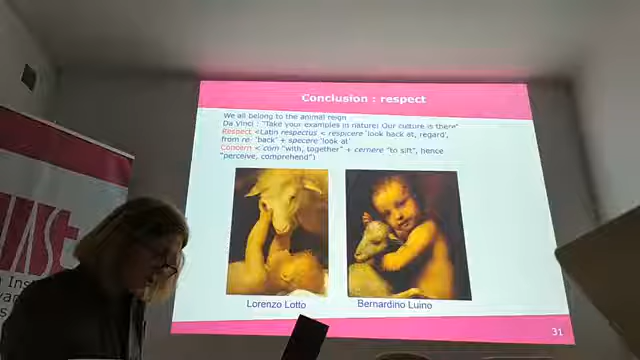 Conclusion : respect
We all belong to the animal reign
Da Vinci : "Take your examples in nature! Our culture is there"
Respect <Latin respectus < respicere 'look back at, regard',
from re- 'back' + specere 'look at'
Concern < com "with, together" + cernere "to sift", hence
"perceive, comprehend")
Lorenzo Lotto
Bernardino Luino
31
IAS